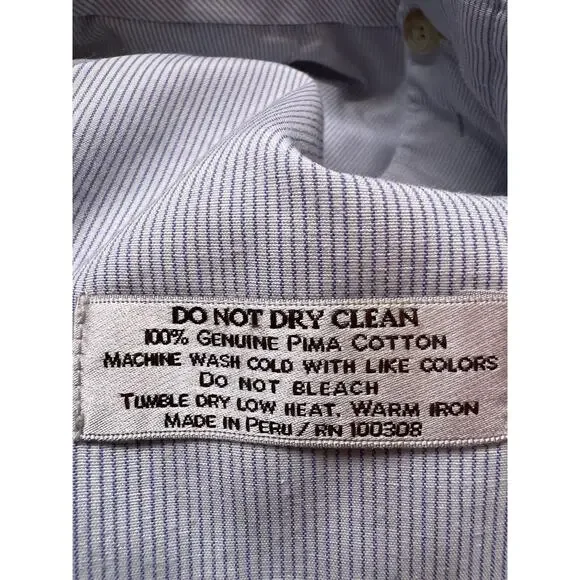 DO NOT DRY CLEAN
100% GENUINE PIMA COTTON
MACHINE WASH COLD WITH LIKE COLORS
DO NOT BLEACH
TUMBLE DRY LOW HEAT, WARM IRON
MADE IN PERU / RN 100308